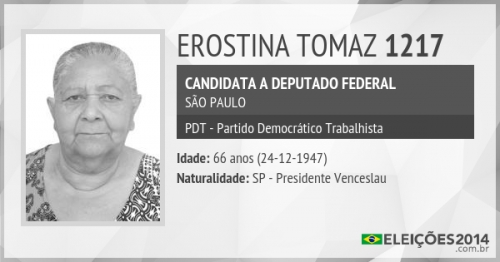 EROSTINA TOMAZ 1217
CANDIDATA A DEPUTADO FEDERAL
SÃO PAULO
PDT - Partido Democrático Trabalhista
Idade: 66 anos (24-12-1947)
Naturalidade: SP - Presidente Venceslau
ELEIÇÕES2014
.com.br